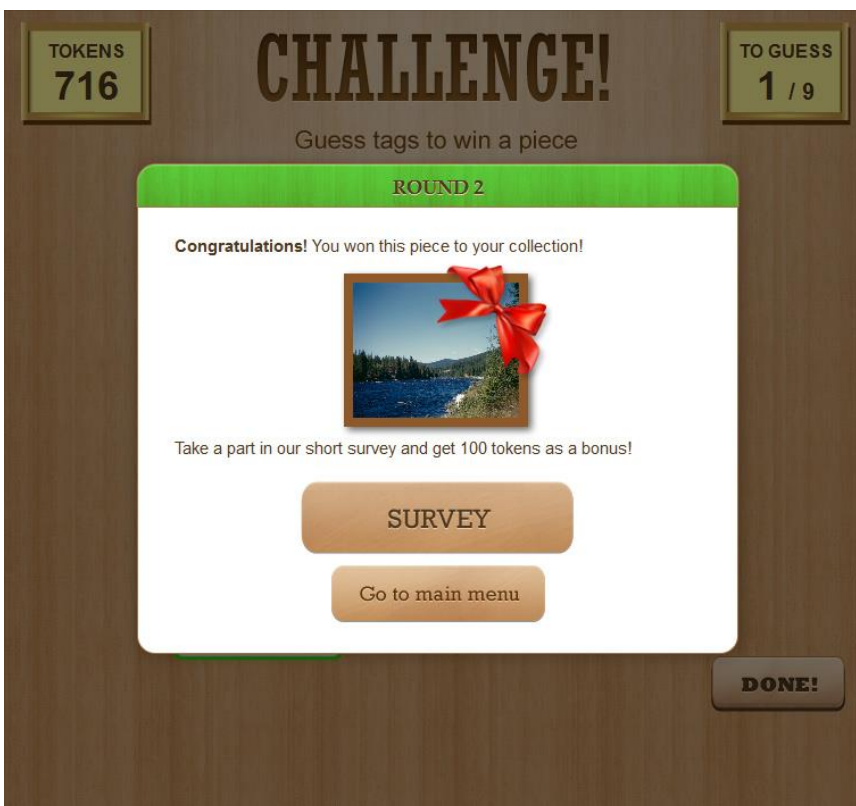 TOKENS
716
CHALLENGE!
TO GUESS
1 / 9
Guess tags to win a piece
ROUND 2
Congratulations! You won this piece to your collection!
Take a part in our short survey and get 100 tokens as a bonus!
SURVEY
Go to main menu
DONE!